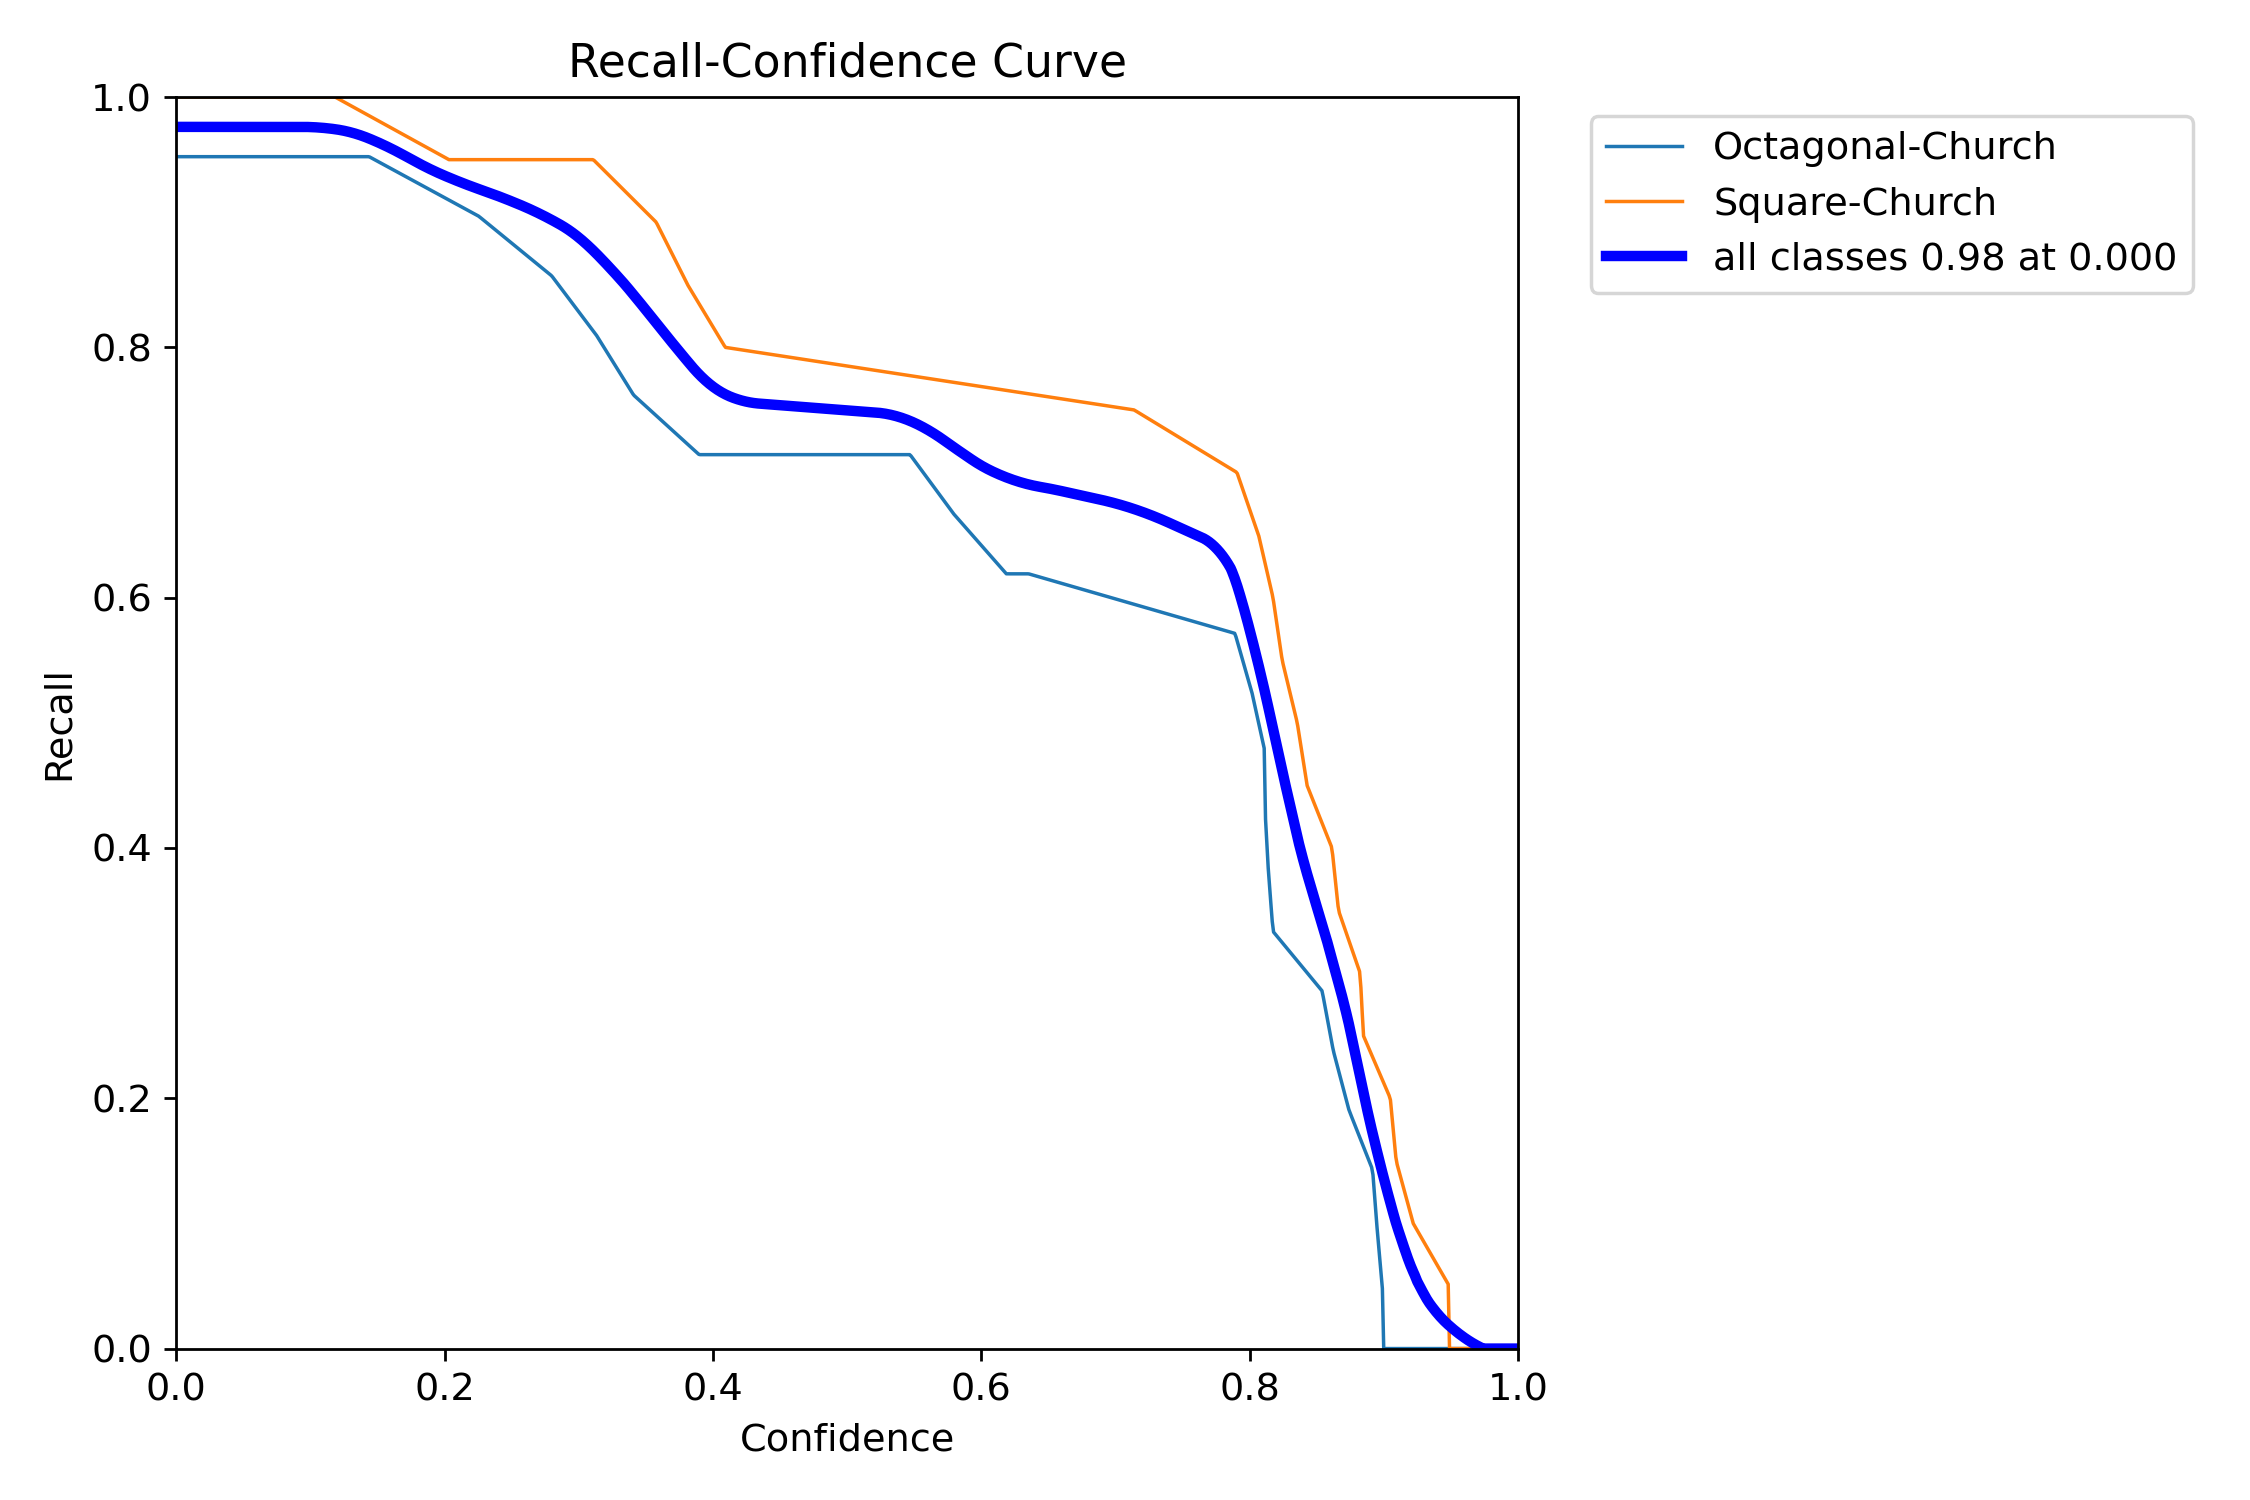 Recall-Confidence Curve
1.0
0.8
0.6
0.4
0.2
0.0
Recall
0.0 0.2 0.4 0.6 0.8 1.0
Confidence
Octagonal-Church
Square-Church
all classes 0.98 at 0.000